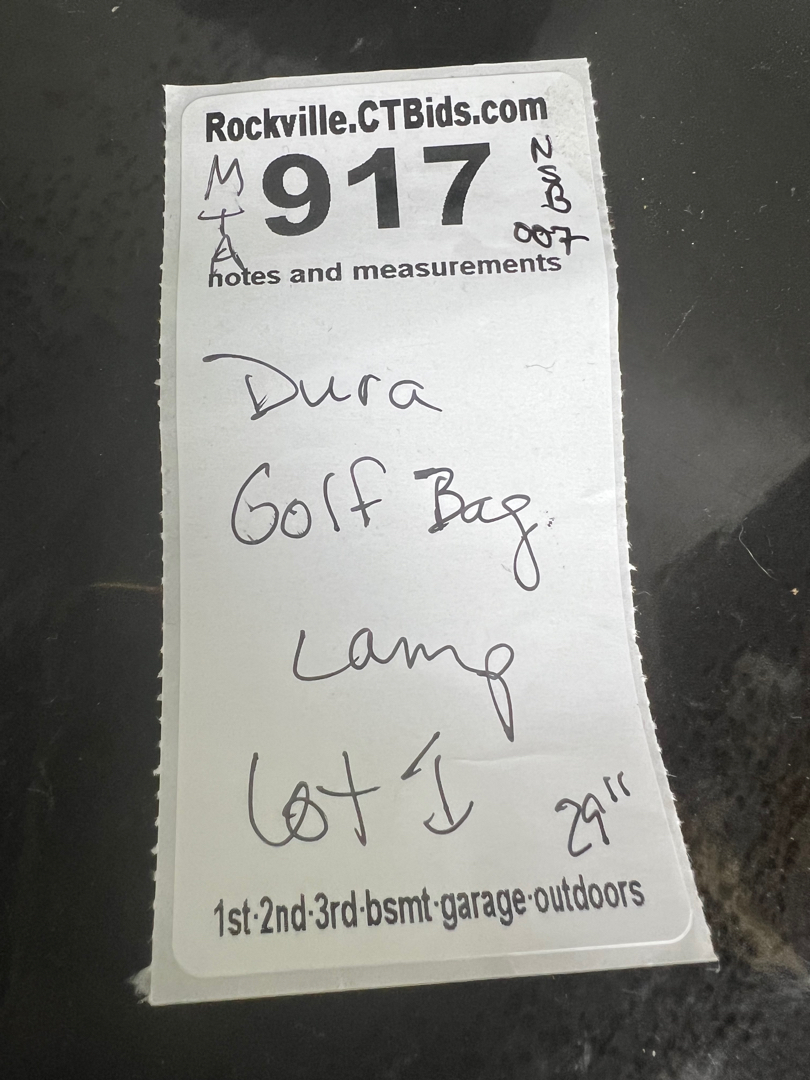 Rockville.CTBids.com
MTA
917
notes and measurements
Dura
Golf Bag
Lamp
Lot 1
29"
1st·2nd·3rd·bsmt·garage·outdoors